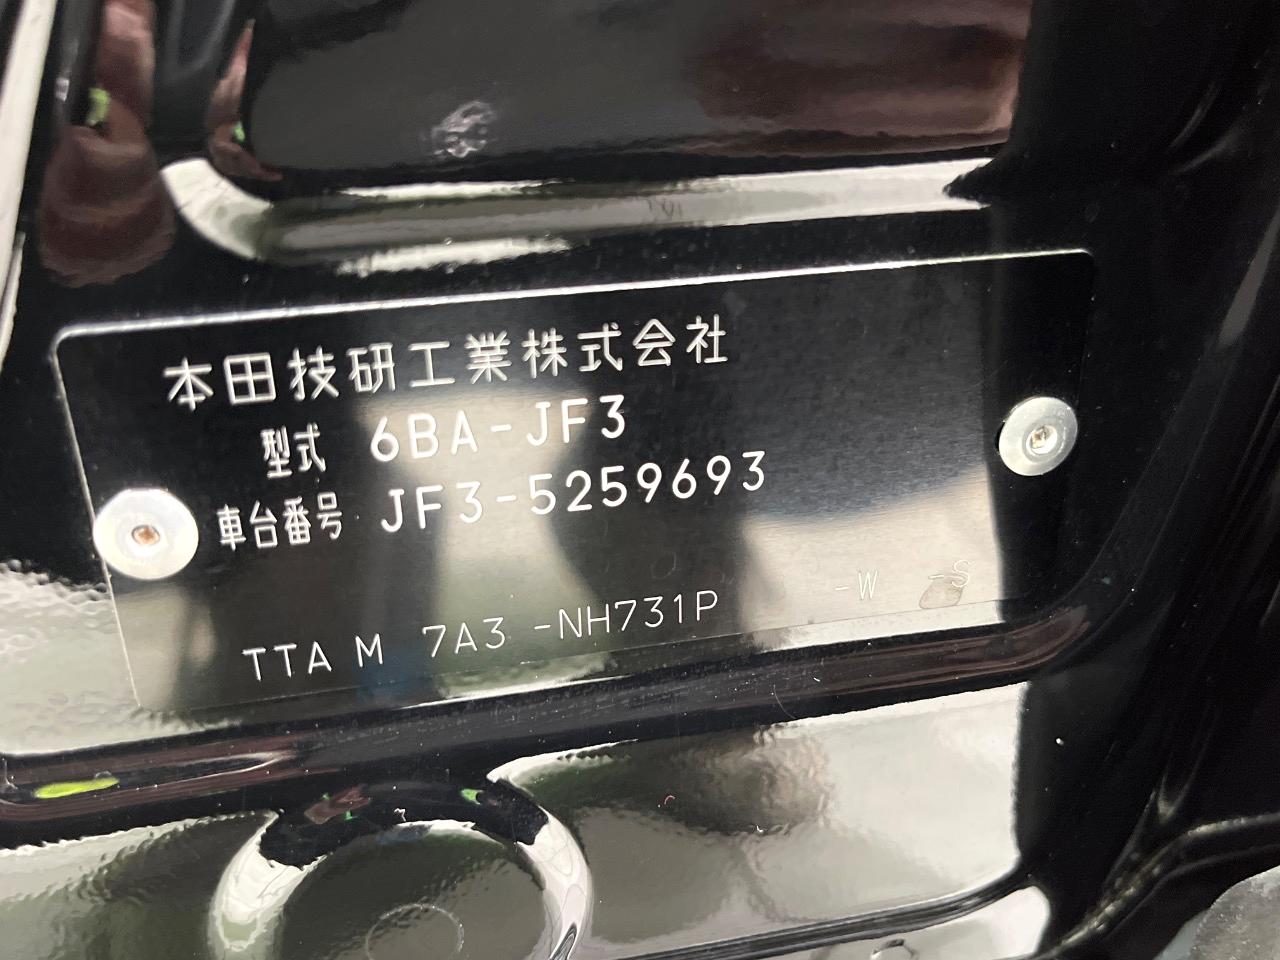 本田技研工業株式会社
型式 6BA-JF3
車台番号 JF3-5259693
TTA M 7A3 -NH731P -W -S